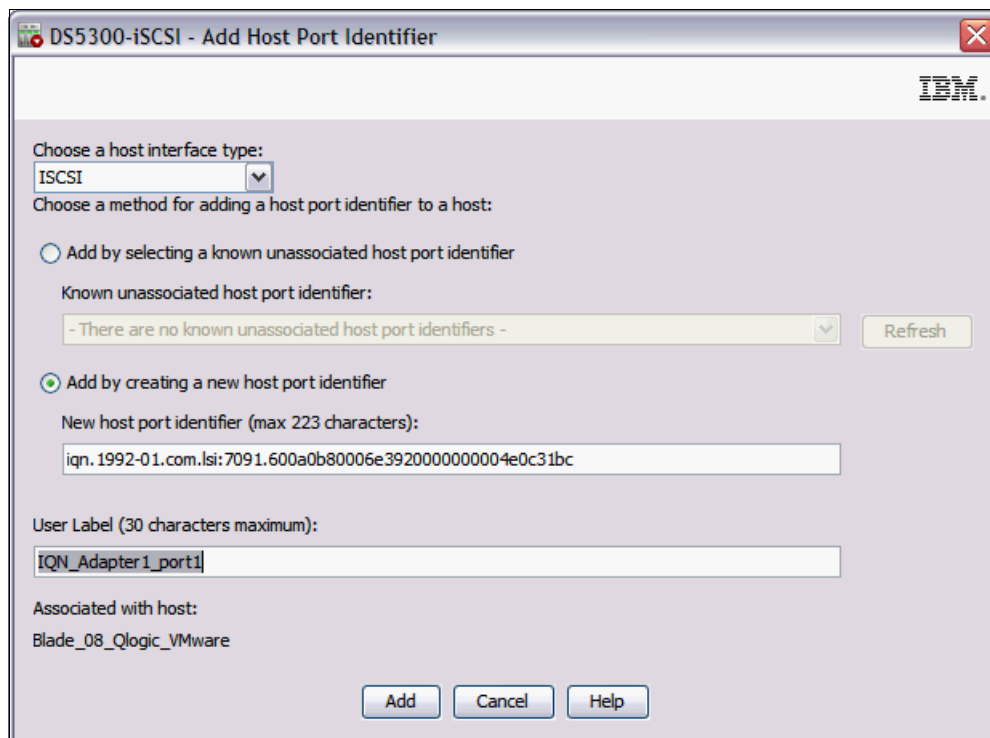 DS5300-iSCSI - Add Host Port Identifier
IBM.
Choose a host interface type:
ISCSI
Choose a method for adding a host port identifier to a host:
Add by selecting a known unassociated host port identifier
Known unassociated host port identifier:
- There are no known unassociated host port identifiers -
Refresh
Add by creating a new host port identifier
New host port identifier (max 223 characters):
iqn.1992-01.com.lsi:7091.600a0b80006e3920000000004e0c31bc
User Label (30 characters maximum):
IQN_Adapter1_port1
Associated with host:
Blade_08_Qlogic_VMware
Add Cancel Help